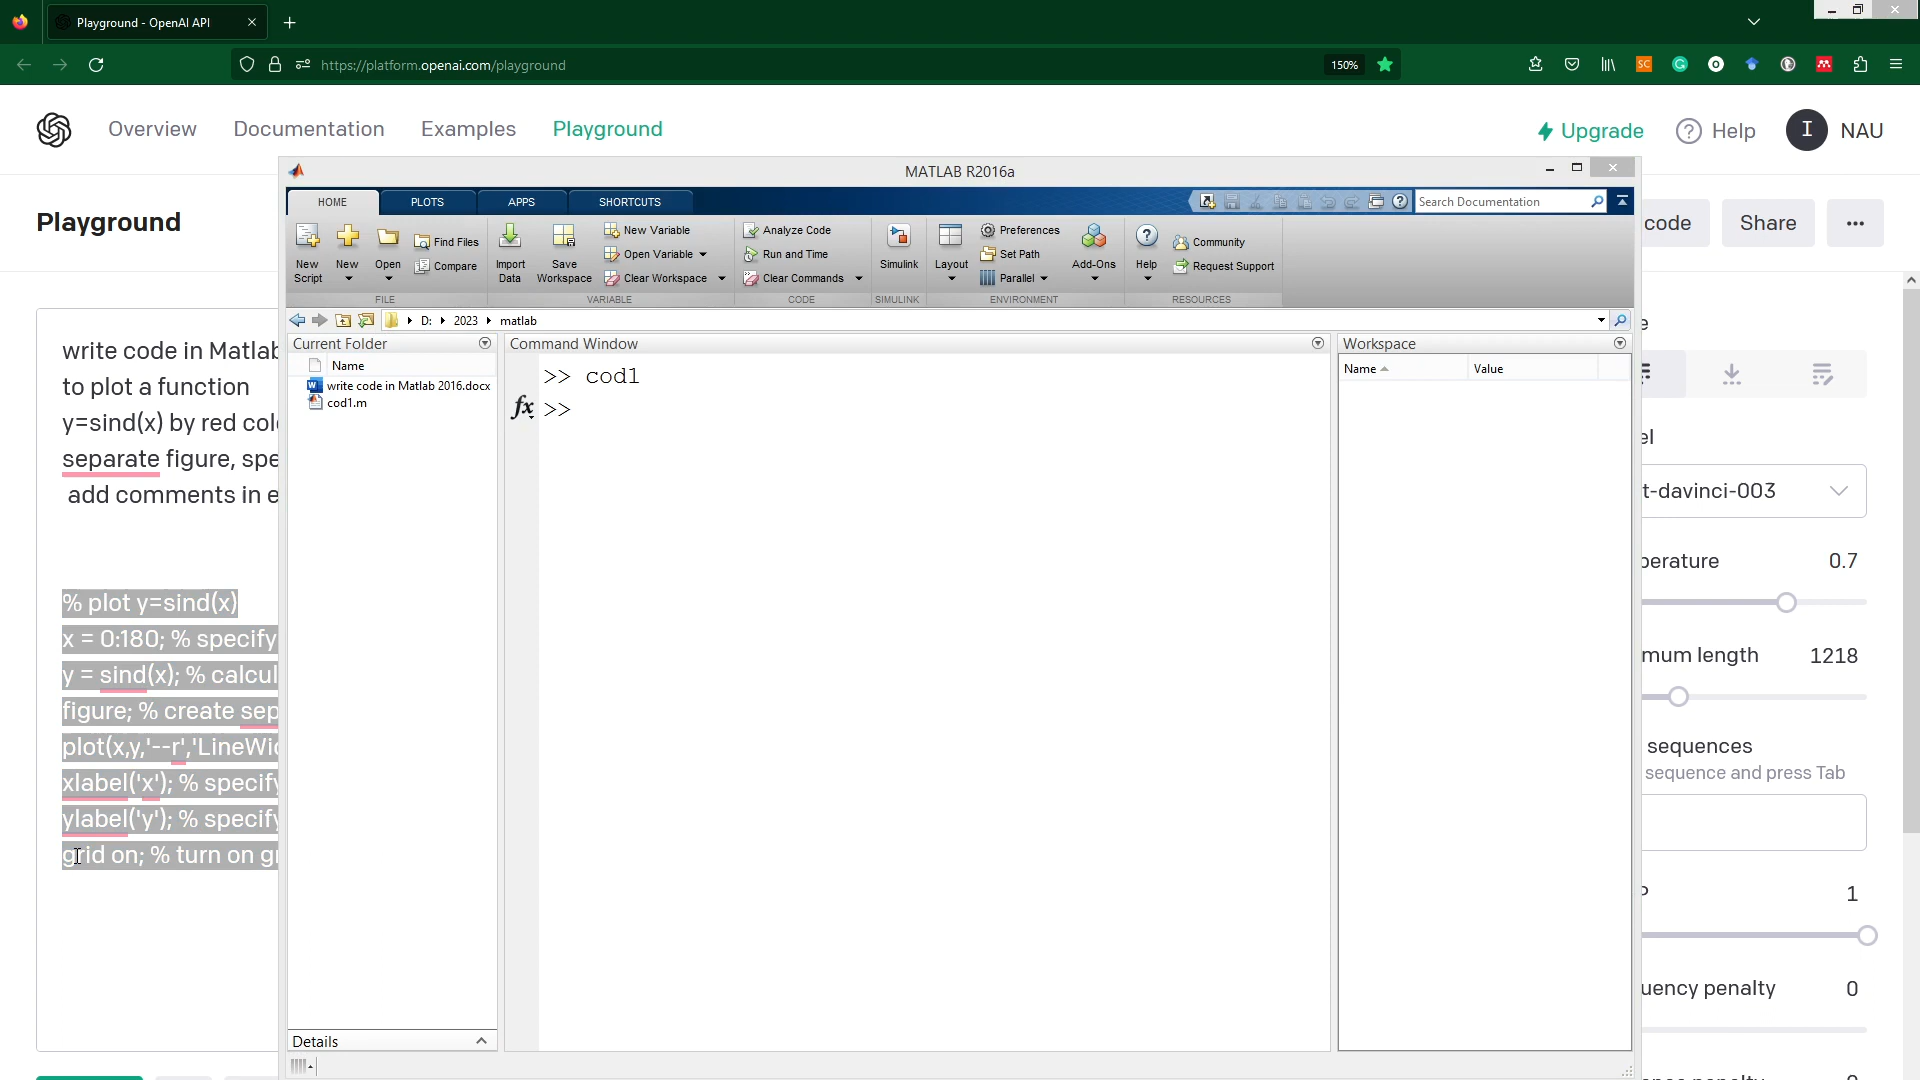 Playground - OpenAI API
https://platform.openai.com/playground
150%
SC
Overview
Documentation
Examples
Playground
Upgrade
Help
I
NAU
Playground
code
Share
MATLAB R2016a
HOME
PLOTS
APPS
SHORTCUTS
Search Documentation
New Script
New
Open
Find Files
Compare
Import Data
Save Workspace
New Variable
Open Variable
Clear Workspace
Analyze Code
Run and Time
Clear Commands
Simulink
Layout
Preferences
Set Path
Parallel
Add-Ons
Help
Community
Request Support
FILE
VARIABLE
CODE
SIMULINK
ENVIRONMENT
RESOURCES
D:
2023
matlab
Current Folder
Name
write code in Matlab 2016.docx
cod1.m
Details
Command Window
>> cod1
fx >>
Workspace
Name
Value
write code in Matlab
to plot a function
y=sind(x) by red col
separate figure, spe
add comments in e
% plot y=sind(x)
x = 0:180; % specify
y = sind(x); % calcul
figure; % create sep
plot(x,y,'--r','LineWi
xlabel('x'); % specify
ylabel('y'); % specify
grid on; % turn on gr
el
t-davinci-003
perature
0.7
mum length
1218
sequences
sequence and press Tab
P
1
uency penalty
0